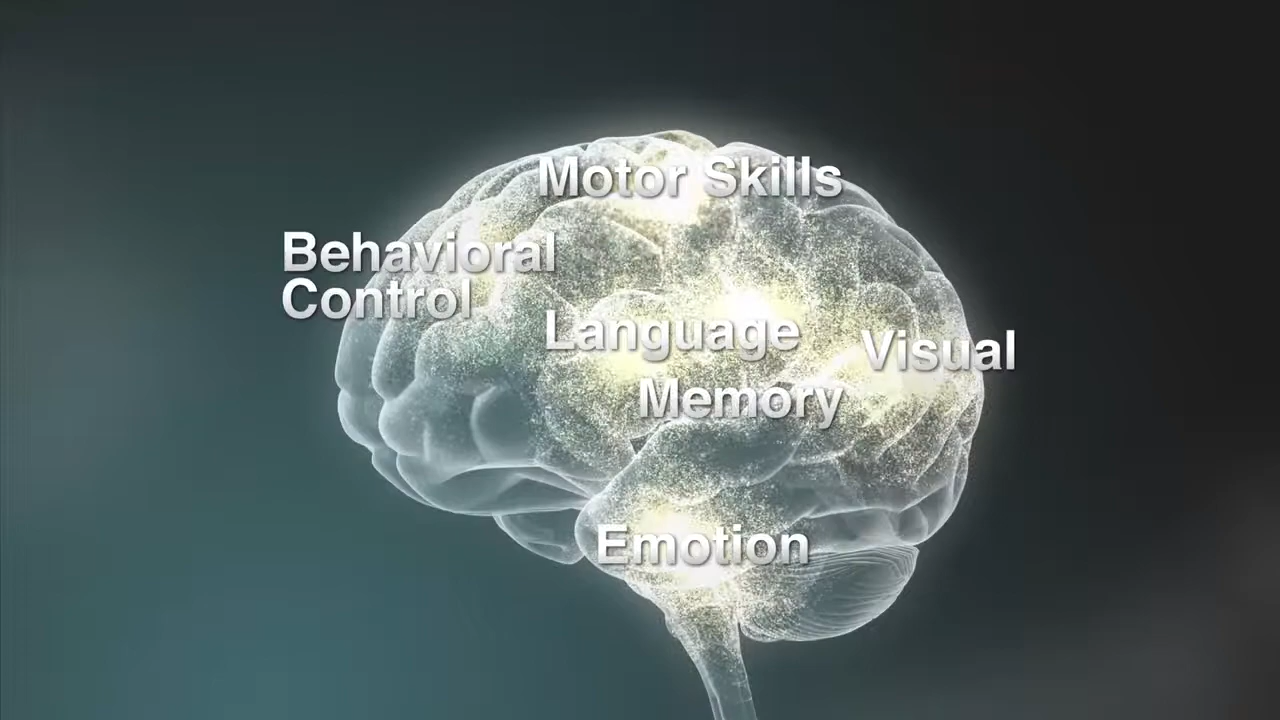 Motor Skills
Behavioral
Control
Language
Visual
Memory
Emotion